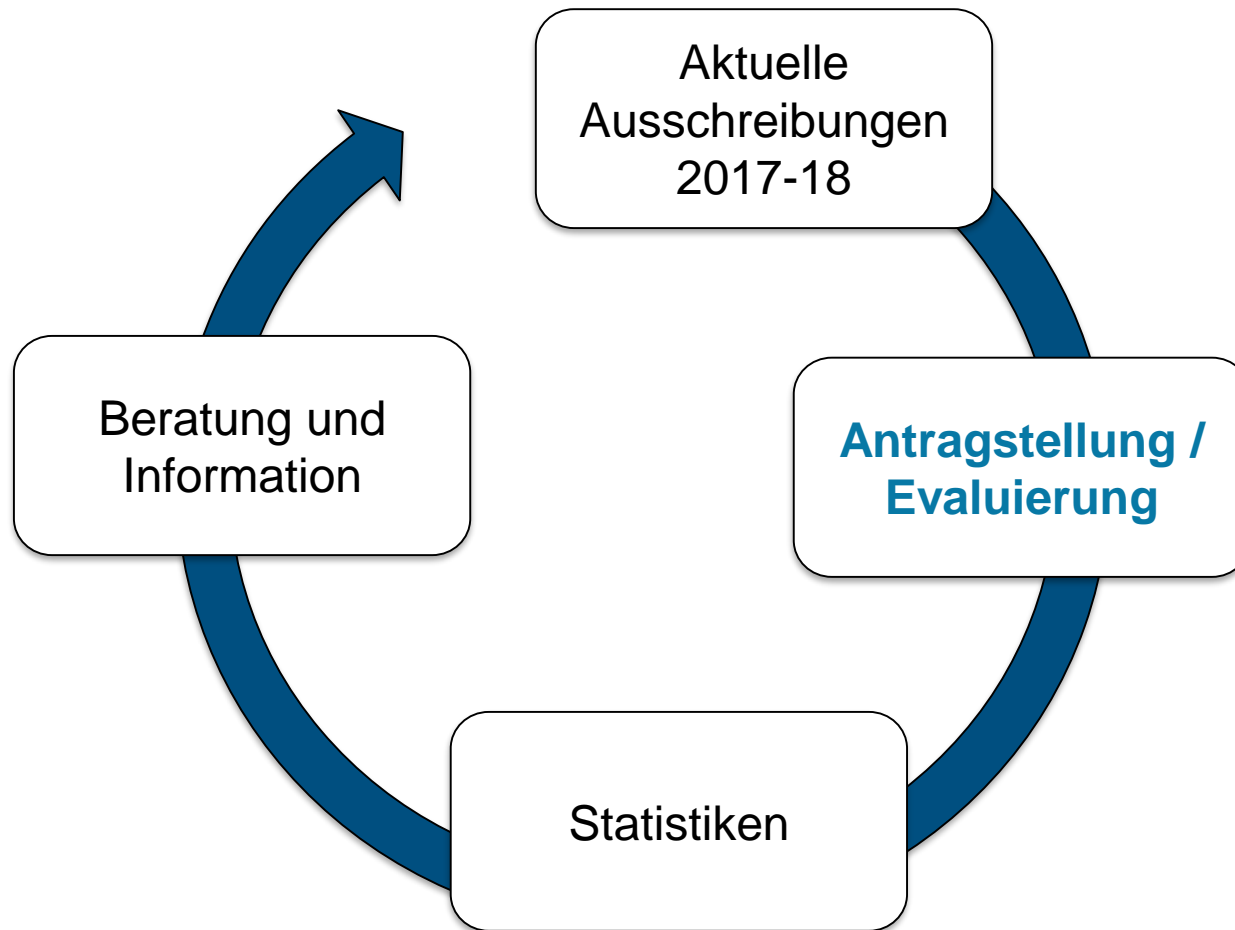 Aktuelle
Ausschreibungen
2017-18
Beratung und
Information
Antragstellung /
Evaluierung
Statistiken